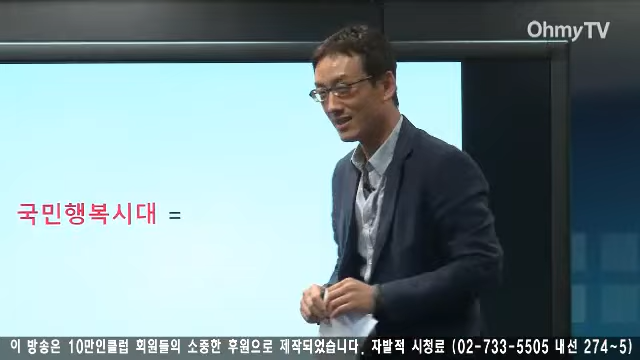 OhmyTV
국민행복시대 =
이 방송은 10만인클럽 회원들의 소중한 후원으로 제작되었습니다. 자발적 시청료 (02-733-5505 내선 274~5)